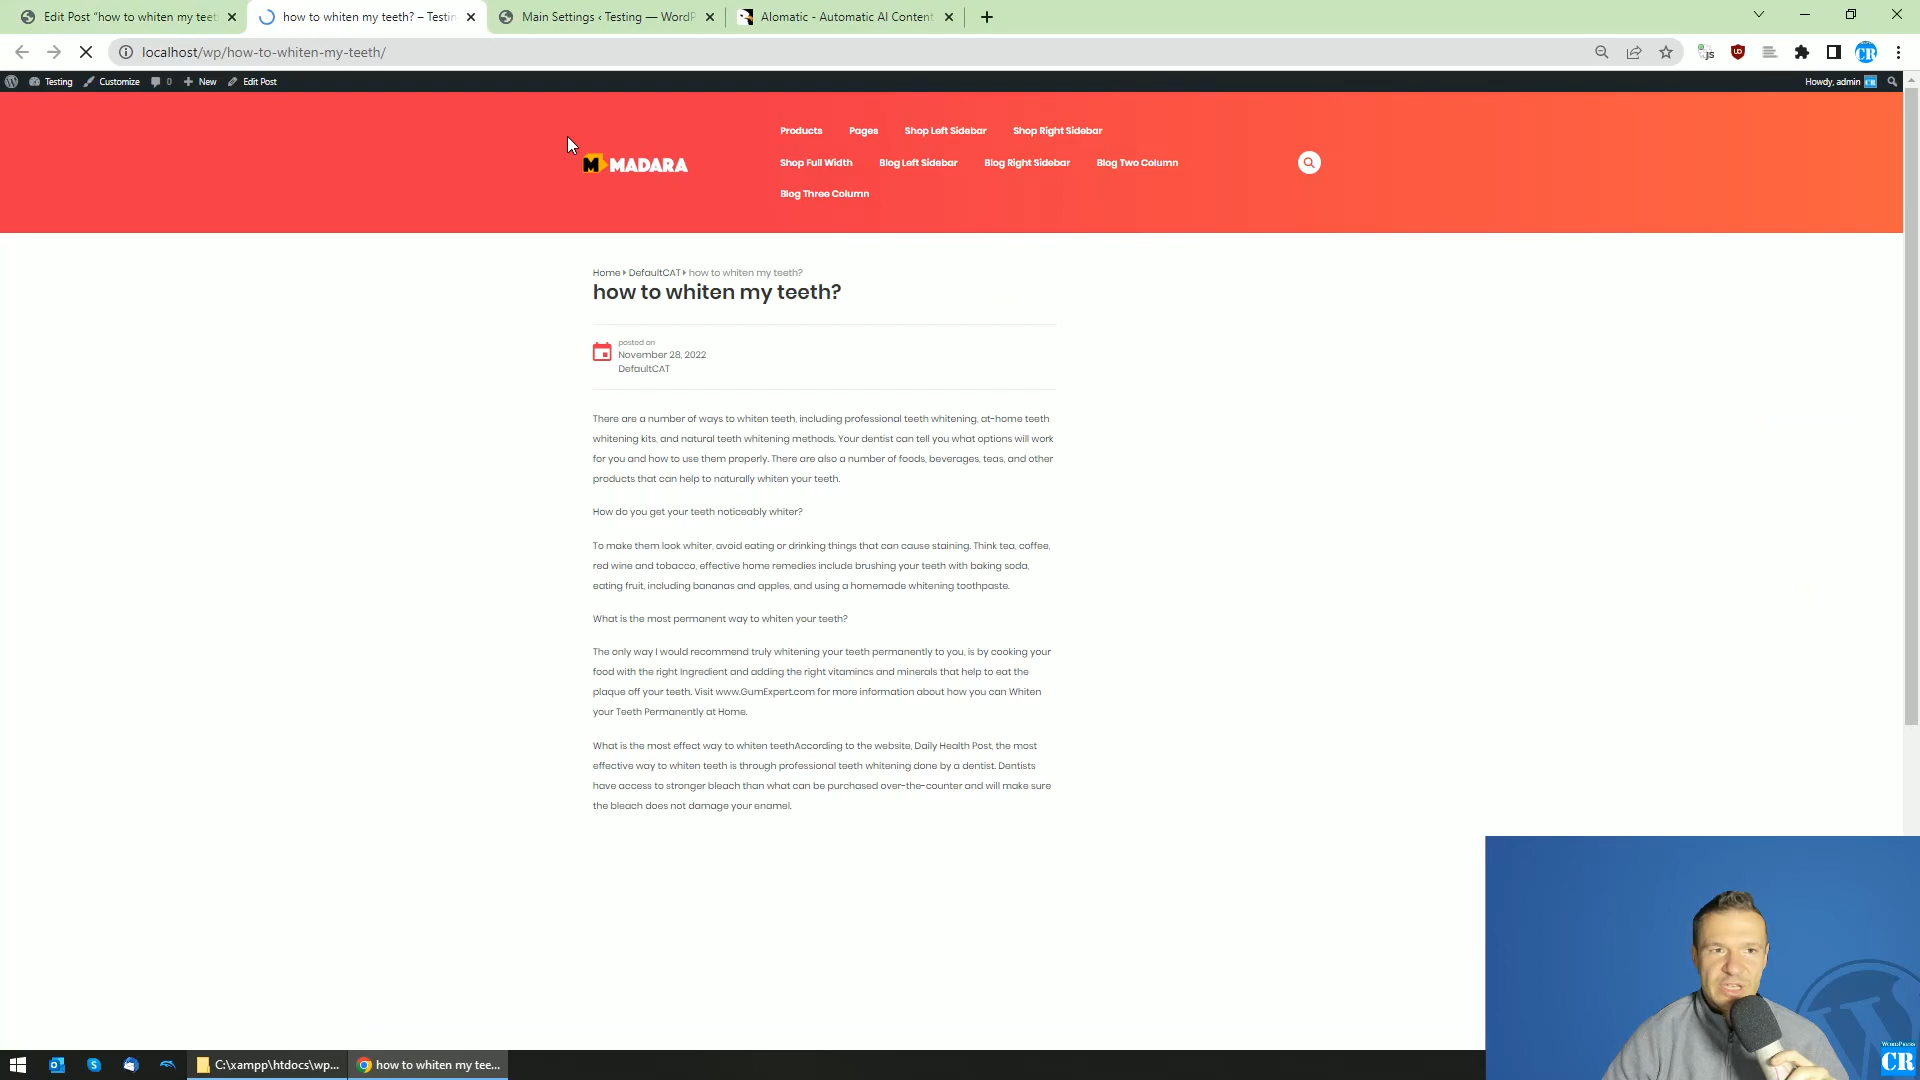 Edit Post “how to whiten my teet
how to whiten my teeth? – Testin
Main Settings ‹ Testing — WordP
AIomatic - Automatic AI Content
localhost/wp/how-to-whiten-my-teeth/
Testing
Customize
0
New
Edit Post
Howdy, admin
Products
Pages
Shop Left Sidebar
Shop Right Sidebar
M MADARA
Shop Full Width
Blog Left Sidebar
Blog Right Sidebar
Blog Two Column
Blog Three Column
Home
DefaultCAT
how to whiten my teeth?
how to whiten my teeth?
posted on
November 28, 2022
DefaultCAT
There are a number of ways to whiten teeth, including professional teeth whitening, at-home teeth
whitening kits, and natural teeth whitening methods. Your dentist can tell you what options will work
for you and how to use them properly. There are also a number of foods, beverages, teas, and other
products that can help to naturally whiten your teeth.
How do you get your teeth noticeably whiter?
To make them look whiter, avoid eating or drinking things that can cause staining. Think tea, coffee,
red wine and tobacco, effective home remedies include brushing your teeth with baking soda,
eating fruit, including bananas and apples, and using a homemade whitening toothpaste.
What is the most permanent way to whiten your teeth?
The only way I would recommend truly whitening your teeth permanently to you, is by cooking your
food with the right Ingredient and adding the right vitamincs and minerals that help to eat the
plaque off your teeth. Visit www.GumExpert.com for more information about how you can Whiten
your Teeth Permanently at Home.
What is the most effect way to whiten teethAccording to the website, Daily Health Post, the most
effective way to whiten teeth is through professional teeth whitening done by a dentist. Dentists
have access to stronger bleach than what can be purchased over-the-counter and will make sure
the bleach does not damage your enamel.
C:\xampp\htdocs\wp...
how to whiten my tee...
WORDPRESS
CR